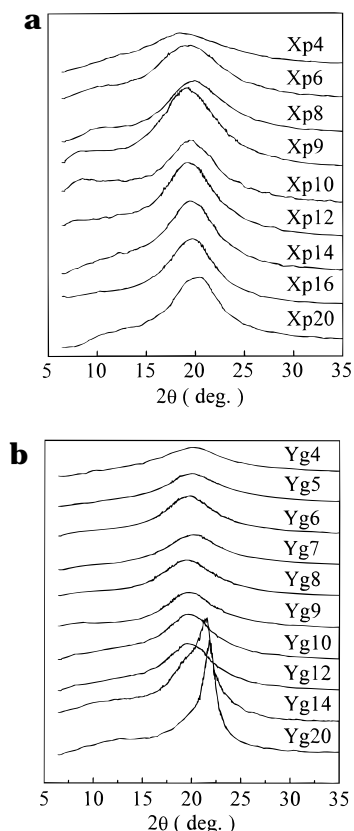 a
Xp4
Xp6
Xp8
Xp9
Xp10
Xp12
Xp14
Xp16
Xp20
5 10 15 20 25 30 35
2θ ( deg. )
b
Yg4
Yg5
Yg6
Yg7
Yg8
Yg9
Yg10
Yg12
Yg14
Yg20
5 10 15 20 25 30 35
2θ ( deg. )